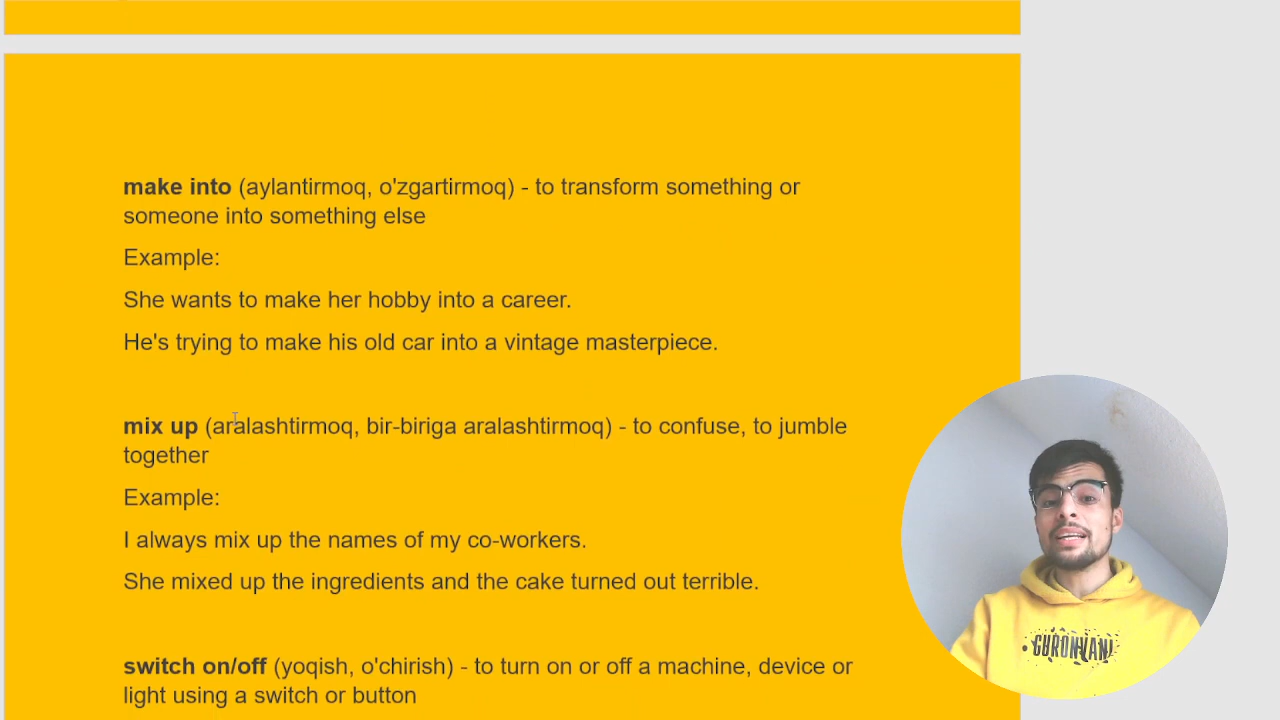 make into (aylantirmoq, o'zgartirmoq) - to transform something or
someone into something else
Example:
She wants to make her hobby into a career.
He's trying to make his old car into a vintage masterpiece.
mix up (aralashtirmoq, bir-biriga aralashtirmoq) - to confuse, to jumble
together
Example:
I always mix up the names of my co-workers.
She mixed up the ingredients and the cake turned out terrible.
switch on/off (yoqish, o'chirish) - to turn on or off a machine, device or
light using a switch or button